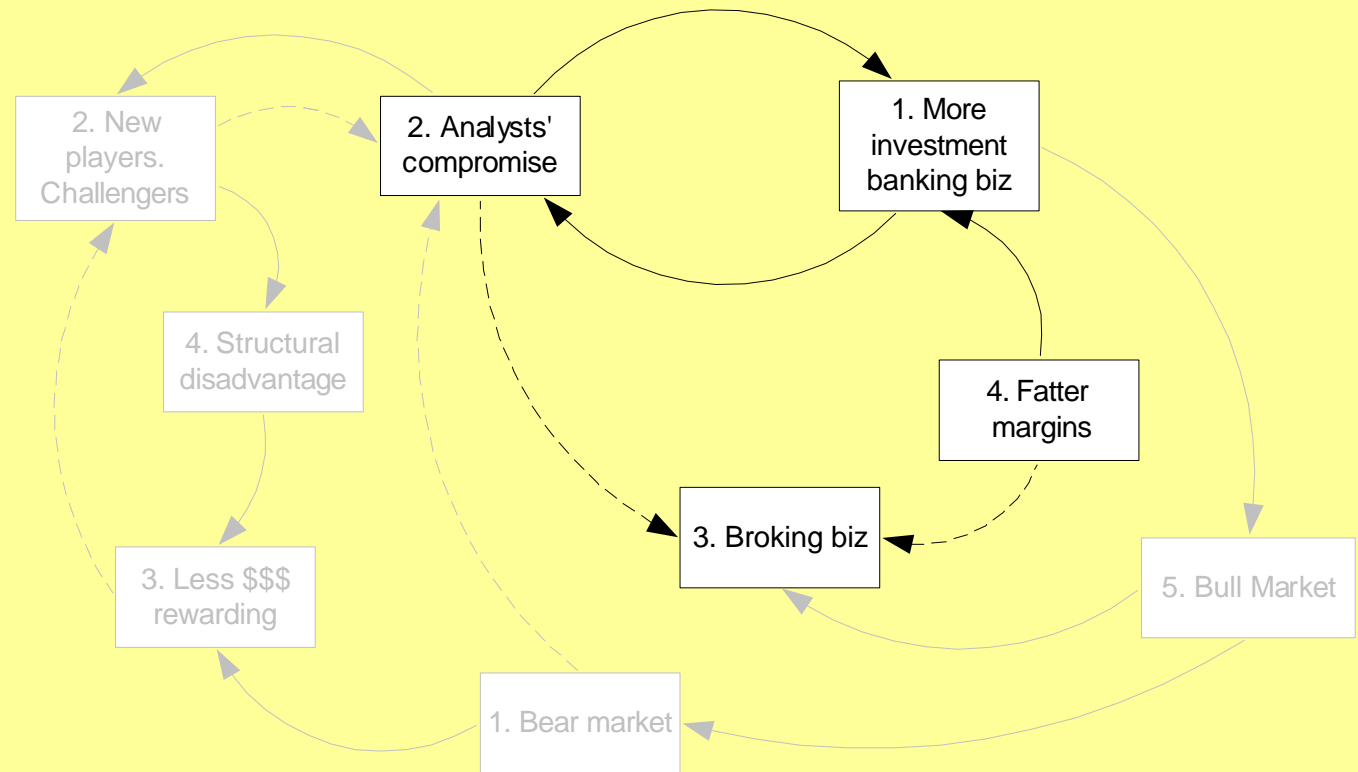 2. New
players.
Challengers
2. Analysts'
compromise
1. More
investment
banking biz
4. Structural
disadvantage
4. Fatter
margins
3. Broking biz
3. Less $$$
rewarding
5. Bull Market
1. Bear market